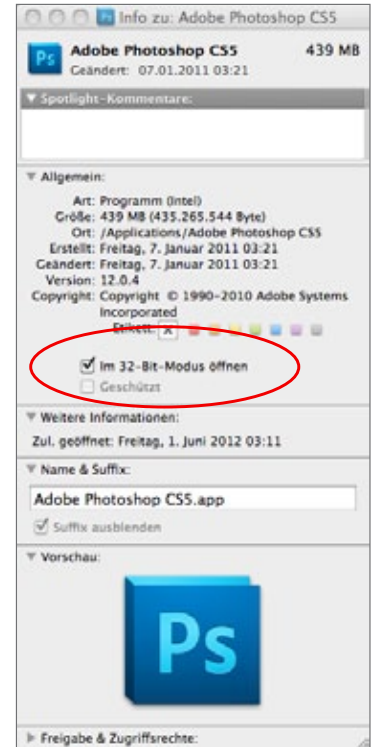 Info zu: Adobe Photoshop CS5
Adobe Photoshop CS5 439 MB
Geändert: 07.01.2011 03:21
Spotlight-Kommentare:
Allgemein:
Art: Programm (Intel)
Größe: 439 MB (435.265.544 Byte)
Ort: /Applications/Adobe Photoshop CS5
Erstellt: Freitag, 7. Januar 2011 03:21
Geändert: Freitag, 7. Januar 2011 03:21
Version: 12.0.4
Copyright: Copyright © 1990-2010 Adobe Systems
Incorporated
Etikett: x
Im 32-Bit-Modus öffnen
Geschützt
Weitere Informationen:
Zul. geöffnet: Freitag, 1. Juni 2012 03:11
Name & Suffix:
Adobe Photoshop CS5.app
Suffix ausblenden
Vorschau:
Ps
Freigabe & Zugriffsrechte: